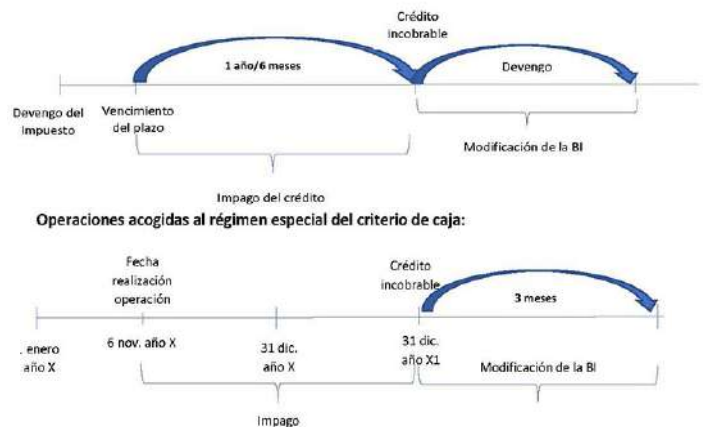 Crédito
incobrable
1 año/6 meses
Devengo
Devengo del
impuesto
Vencimiento
del plazo
Modificación de la BI
Impago del crédito
Operaciones acogidas al régimen especial del criterio de caja:
Fecha
realización
operación
Crédito
incobrable
3 meses
. enero
año X
6 nov. año X
31 dic.
año X
31 dic.
año X1
Modificación de la BI
Impago